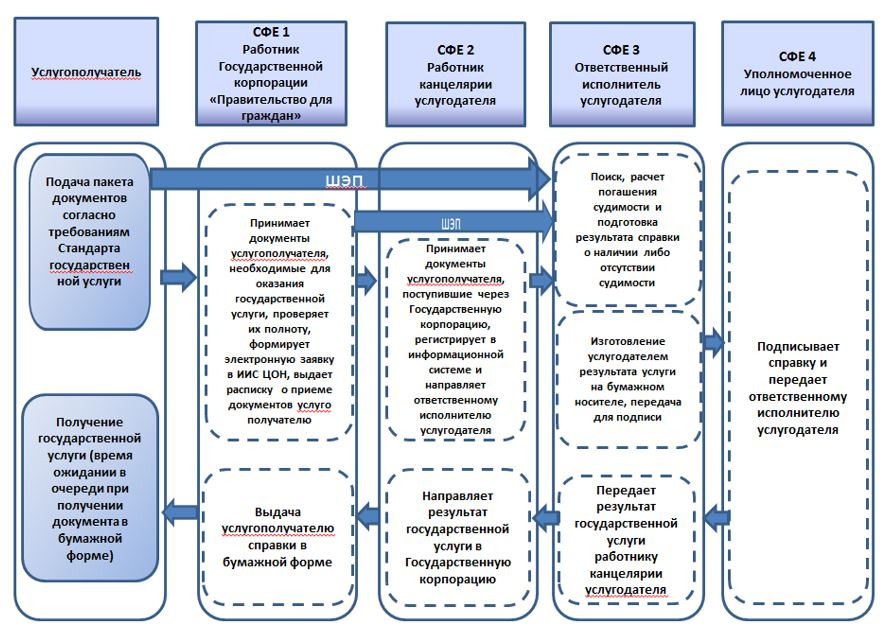 Услугополучатель
СФЕ 1
Работник
Государственной
корпорации
«Правительство для
граждан»
СФЕ 2
Работник
канцелярии
услугодателя
СФЕ 3
Ответственный
исполнитель
услугодателя
СФЕ 4
Уполномоченное
лицо услугодателя
Подача пакета
документов
согласно
требованиям
Стандарта
государствен
ной услуги
ШЭП
ШЭП
Принимает
документы
услугополучателя,
необходимые для
оказания
государственной
услуги, проверяет
их полноту,
формирует
электронную заявку
в ИИС ЦОН, выдает
расписку о приеме
документов услуго
получателю
Принимает
документы
услугополучателя,
поступившие через
Государственную
корпорацию,
регистрирует в
информационной
системе и
направляет
ответственному
исполнителю
услугодателя
Поиск, расчет
погашения
судимости и
подготовка
результата справки
о наличии либо
отсутствии
судимости
Изготовление
услугодателем
результата услуги
на бумажном
носителе, передача
для подписи
Подписывает
справку и
передает
ответственному
исполнителю
услугодателя
Получение
государственной
услуги (время
ожидании в
очереди при
получении
документа в
бумажной
форме)
Выдача
услугополучателю
справки в
бумажной форме
Направляет
результат
государственной
услуги в
Государственную
корпорацию
Передает
результат
государственной
услуги
работнику
канцелярии
услугодателя